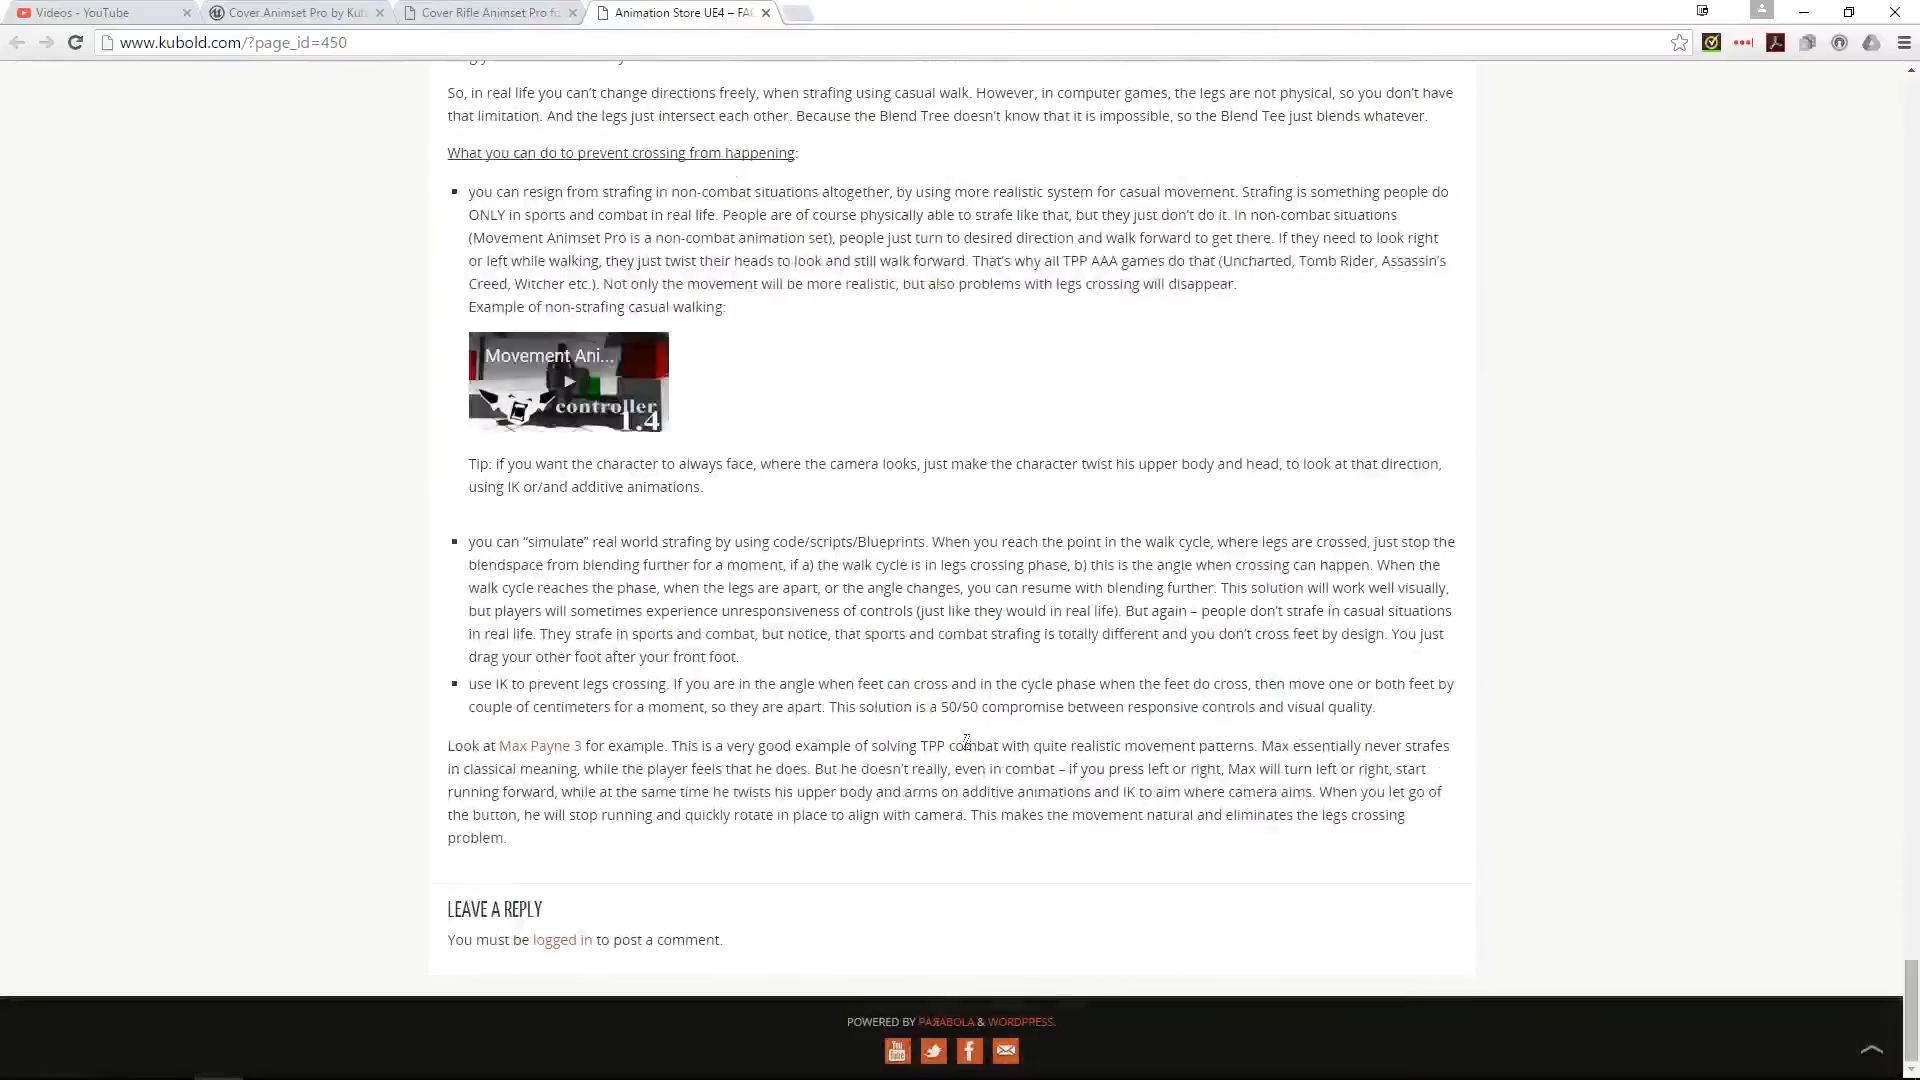 Videos - YouTube
Cover Animset Pro by Kub
Cover Rifle Animset Pro fo
Animation Store UE4 – FAQ
www.kubold.com/?page_id=450
So, in real life you can't change directions freely, when strafing using casual walk. However, in computer games, the legs are not physical, so you don't have
that limitation. And the legs just intersect each other. Because the Blend Tree doesn't know that it is impossible, so the Blend Tee just blends whatever.
What you can do to prevent crossing from happening:
you can resign from strafing in non-combat situations altogether, by using more realistic system for casual movement. Strafing is something people do
ONLY in sports and combat in real life. People are of course physically able to strafe like that, but they just don't do it. In non-combat situations
(Movement Animset Pro is a non-combat animation set), people just turn to desired direction and walk forward to get there. If they need to look right
or left while walking, they just twist their heads to look and still walk forward. That's why all TPP AAA games do that (Uncharted, Tomb Rider, Assassin's
Creed, Witcher etc.). Not only the movement will be more realistic, but also problems with legs crossing will disappear.
Example of non-strafing casual walking:
Movement Ani...
controller
1.4
Tip: if you want the character to always face, where the camera looks, just make the character twist his upper body and head, to look at that direction,
using IK or/and additive animations.
you can “simulate” real world strafing by using code/scripts/Blueprints. When you reach the point in the walk cycle, where legs are crossed, just stop the
blendspace from blending further for a moment, if a) the walk cycle is in legs crossing phase, b) this is the angle when crossing can happen. When the
walk cycle reaches the phase, when the legs are apart, or the angle changes, you can resume with blending further. This solution will work well visually,
but players will sometimes experience unresponsiveness of controls (just like they would in real life). But again – people don't strafe in casual situations
in real life. They strafe in sports and combat, but notice, that sports and combat strafing is totally different and you don't cross feet by design. You just
drag your other foot after your front foot.
use IK to prevent legs crossing. If you are in the angle when feet can cross and in the cycle phase when the feet do cross, then move one or both feet by
couple of centimeters for a moment, so they are apart. This solution is a 50/50 compromise between responsive controls and visual quality.
Look at Max Payne 3 for example. This is a very good example of solving TPP combat with quite realistic movement patterns. Max essentially never strafes
in classical meaning, while the player feels that he does. But he doesn't really, even in combat – if you press left or right, Max will turn left or right, start
running forward, while at the same time he twists his upper body and arms on additive animations and IK to aim where camera aims. When you let go of
the button, he will stop running and quickly rotate in place to align with camera. This makes the movement natural and eliminates the legs crossing
problem.
LEAVE A REPLY
You must be logged in to post a comment.
POWERED BY PARABOLA & WORDPRESS.
You Tube